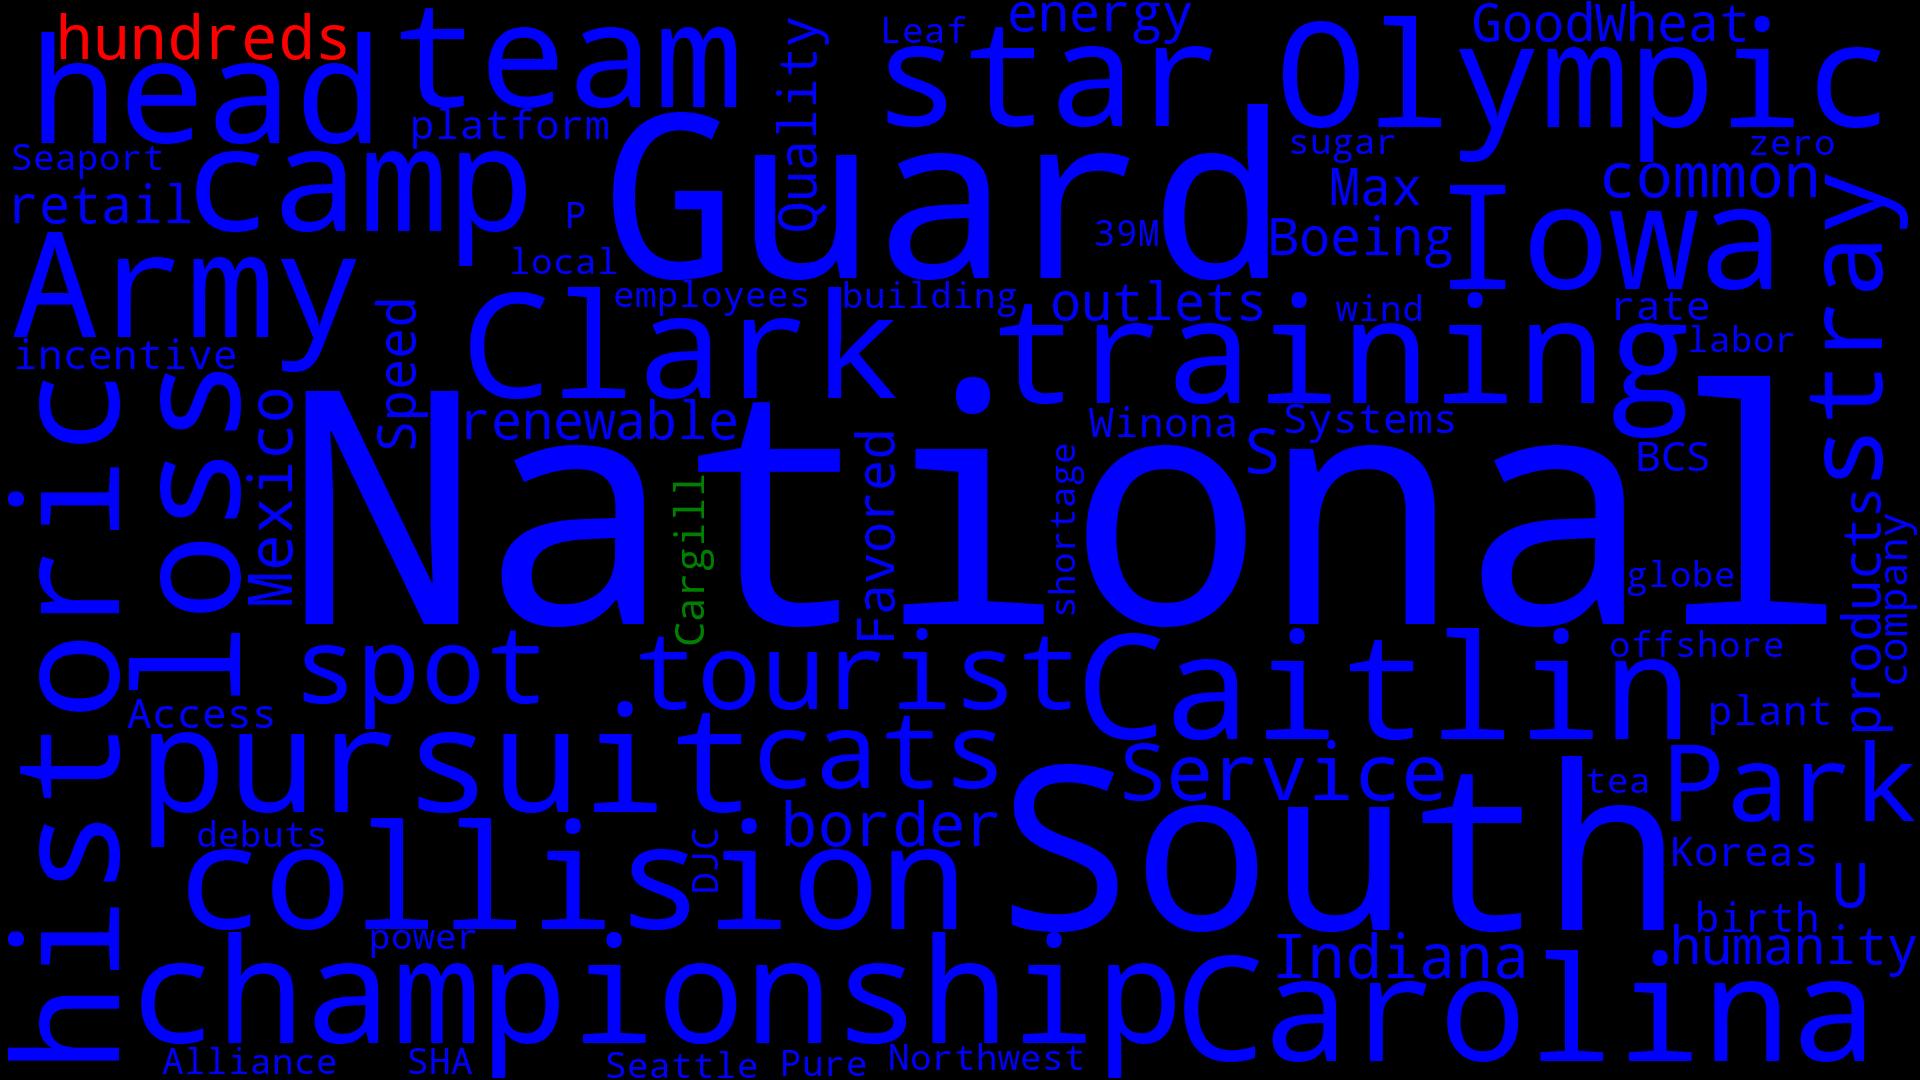 hundreds
head
team
Quality
Leaf
energy
star
Olympic
GoodWheat
platform
Seaport
camp
retail
P
local
Guard
39M
sugar
zero
Max
common
Boeing
Iowa
stray
Army
incentive
Speed
Clark
employees
building
outlets
training
wind
rate
labor
historic
loss
Mexico
renewable
National
Cargill
Favored
shortage
Winona
Systems
S
BCS
globe
products
company
spot
tourist
Caitlin
offshore
plant
Access
pursuit
cats
Service
tea
Park
debuts
collision
DJC
border
South
Koreas
U
birth
humanity
power
championship
Indiana
Carolina
Alliance
SHA
Seattle
Pure
Northwest